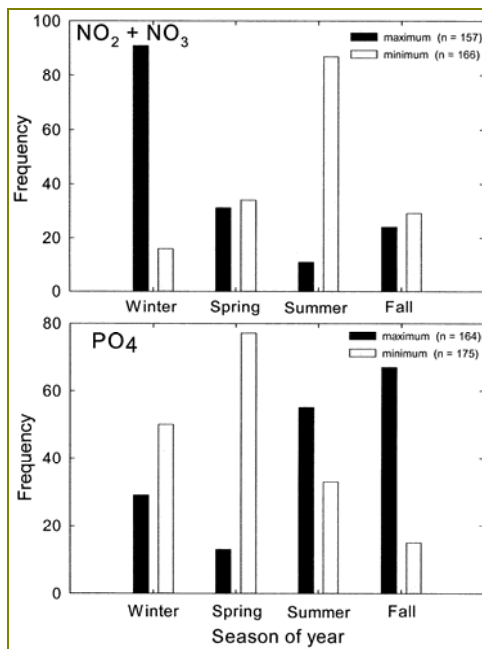 NO₂ + NO₃
maximum (n = 157)
minimum (n = 166)
100
80
60
40
20
0
Frequency
Winter Spring Summer Fall
PO₄
maximum (n = 164)
minimum (n = 175)
80
60
40
20
0
Frequency
Winter Spring Summer Fall
Season of year